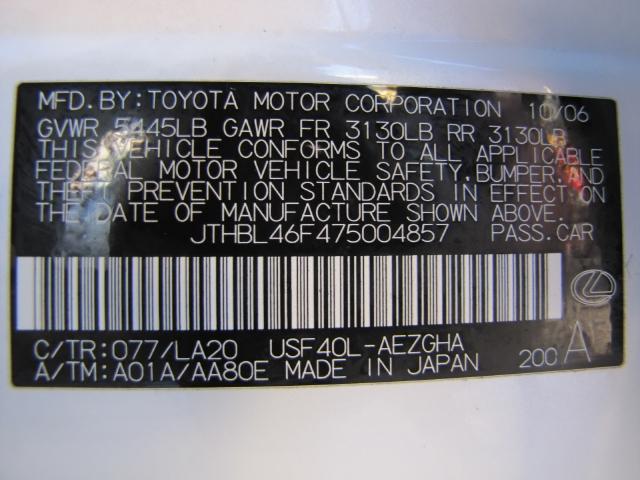 MFD. BY: TOYOTA MOTOR CORPORATION 10/06
GVWR 5445LB GAWR FR 3130LB RR 3130LB
THIS VEHICLE CONFORMS TO ALL APPLICABLE
FEDERAL MOTOR VEHICLE SAFETY, BUMPER, AND
THEFT PREVENTION STANDARDS IN EFFECT ON
THE DATE OF MANUFACTURE SHOWN ABOVE.
JTHBL46F475004857 PASS. CAR
C/TR: 077/LA20 USF40L-AEZGHA
A/TM: A01A/AA80E MADE IN JAPAN 200 A